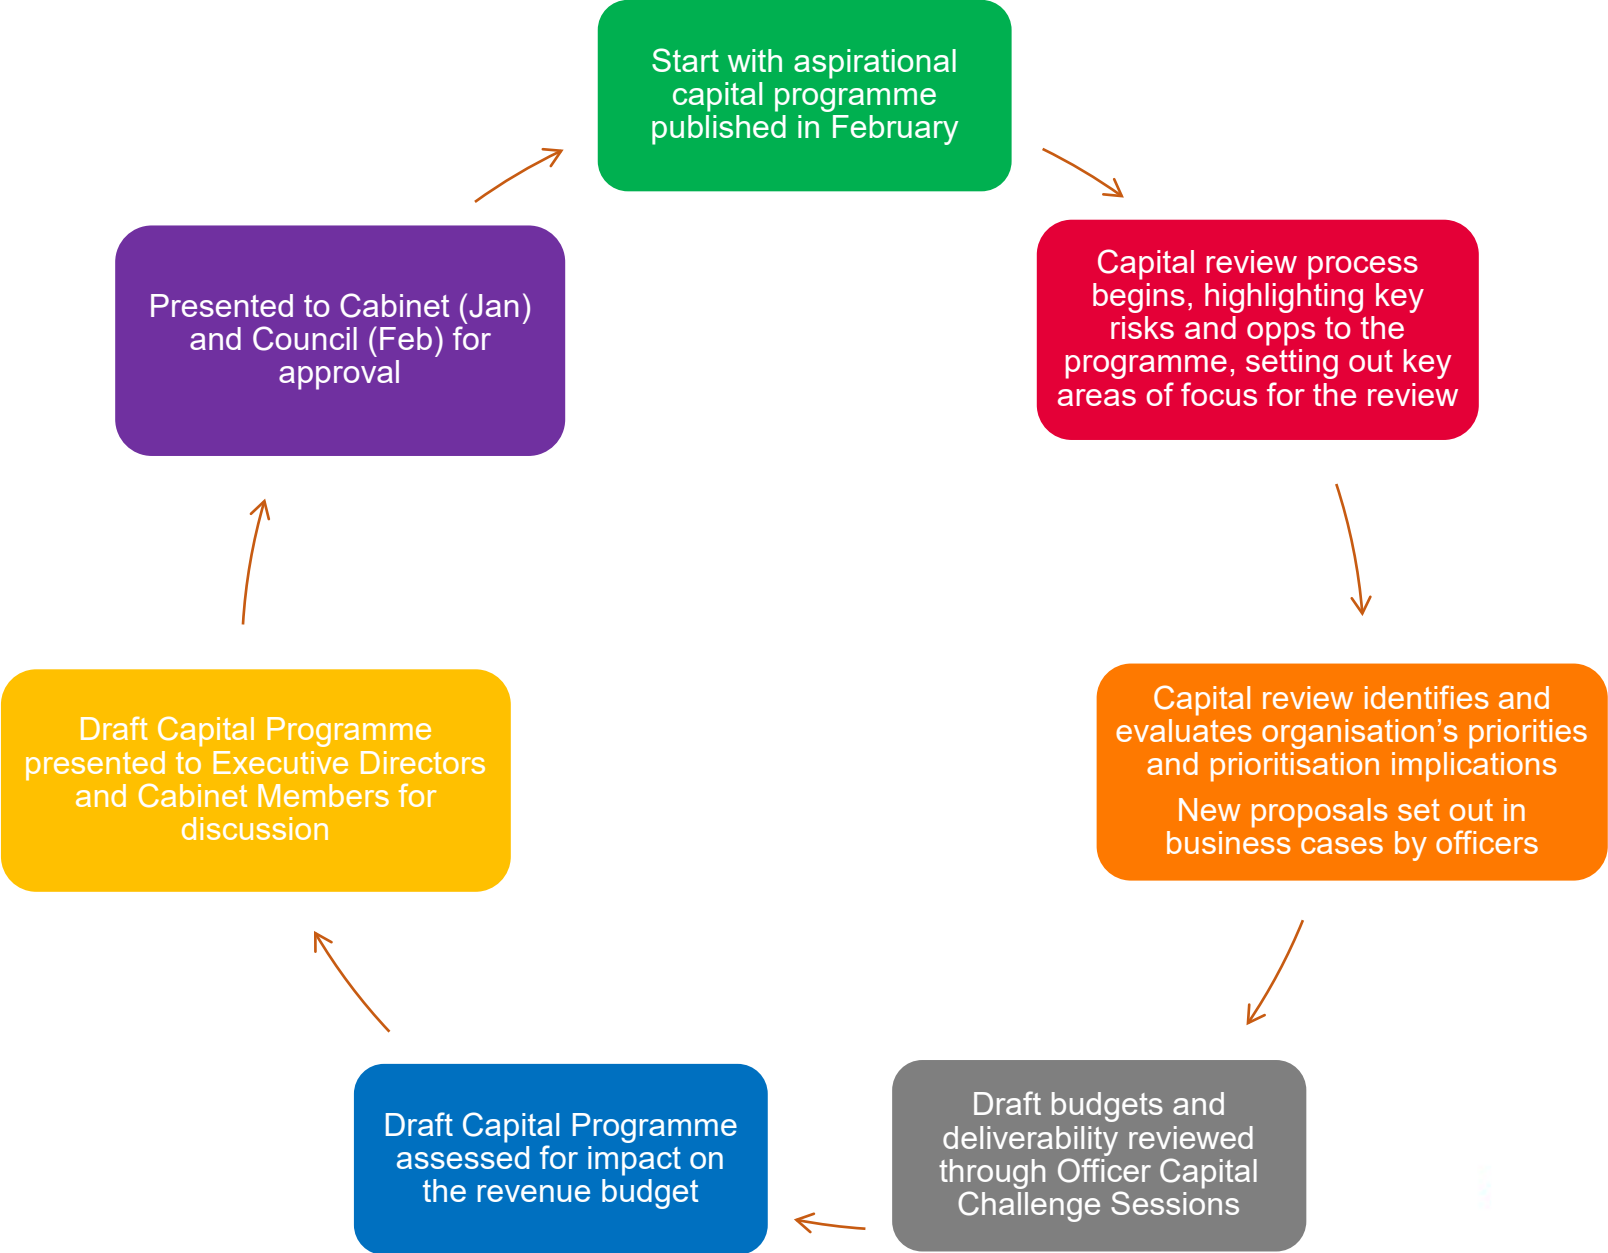 Start with aspirational
capital programme
published in February
Capital review process
begins, highlighting key
risks and opps to the
programme, setting out key
areas of focus for the review
Capital review identifies and
evaluates organisation’s priorities
and prioritisation implications
New proposals set out in
business cases by officers
Draft budgets and
deliverability reviewed
through Officer Capital
Challenge Sessions
Draft Capital Programme
assessed for impact on
the revenue budget
Draft Capital Programme
presented to Executive Directors
and Cabinet Members for
discussion
Presented to Cabinet (Jan)
and Council (Feb) for
approval